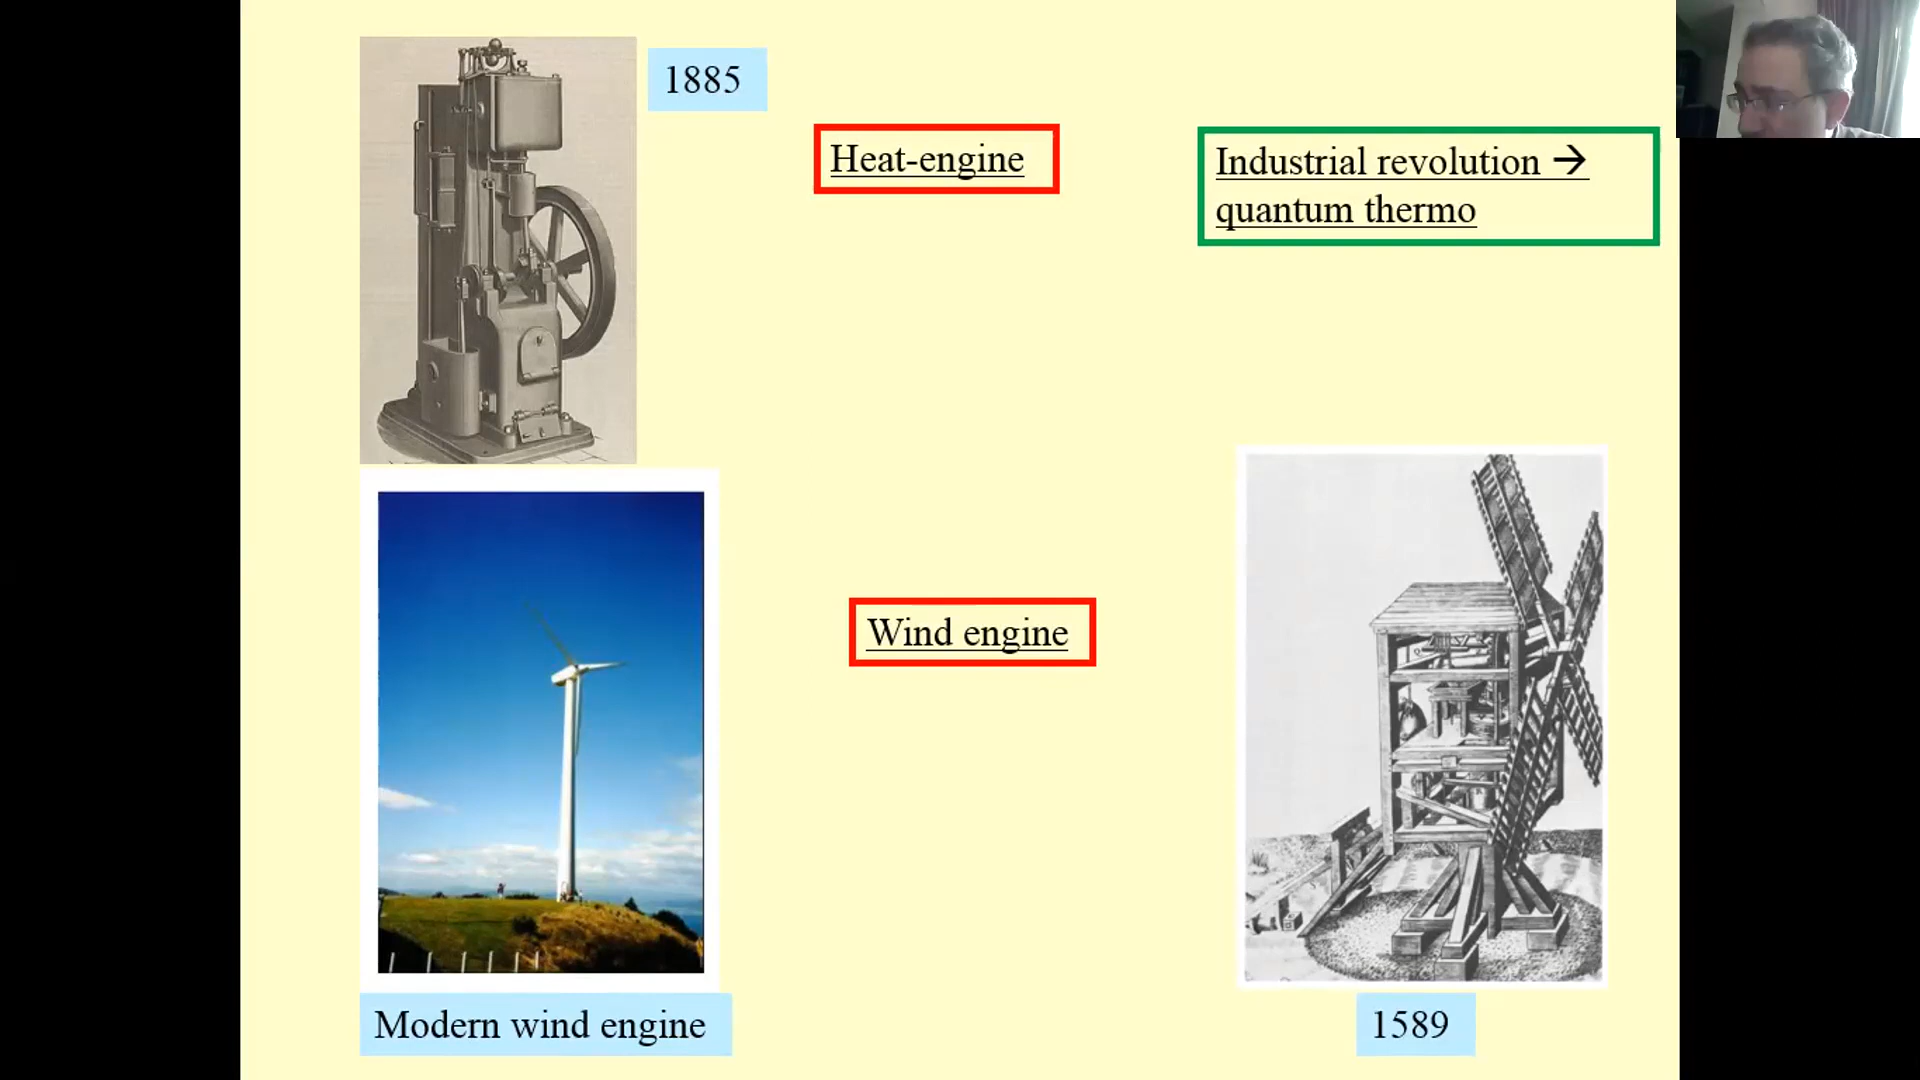 1885
Heat-engine
Industrial revolution →
quantum thermo
Wind engine
Modern wind engine
1589